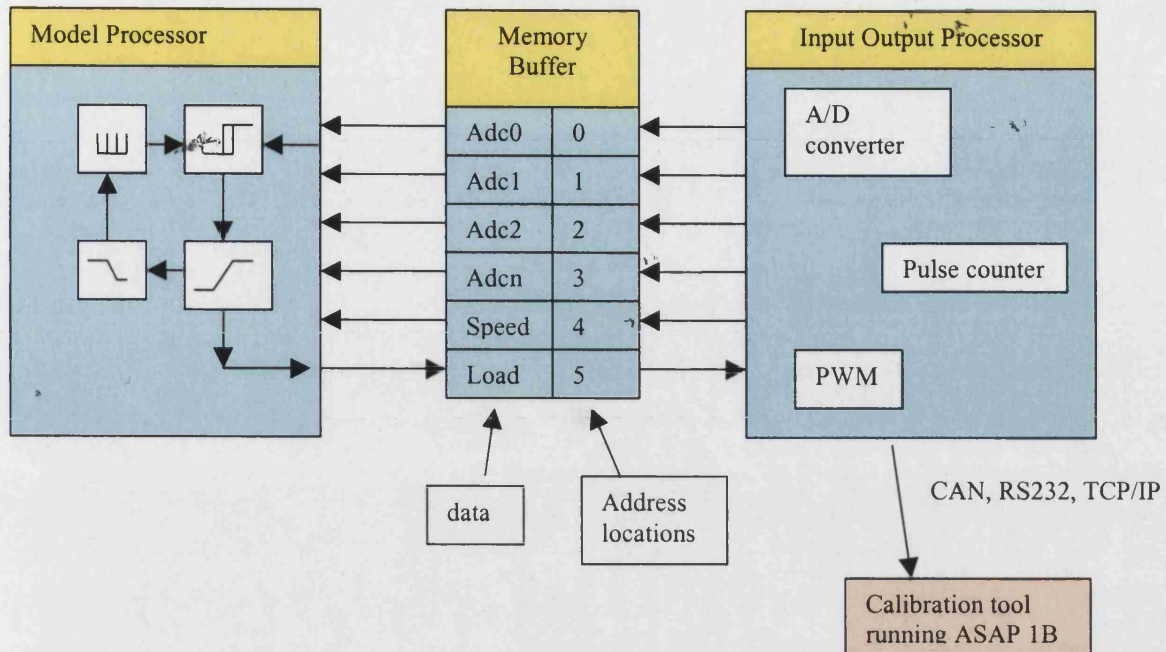 Model Processor
Memory
Buffer
Input Output Processor
Adc0 0
Adc1 1
Adc2 2
Adcn 3
Speed 4
Load 5
A/D
converter
Pulse counter
PWM
data
Address
locations
CAN, RS232, TCP/IP
Calibration tool
running ASAP 1B